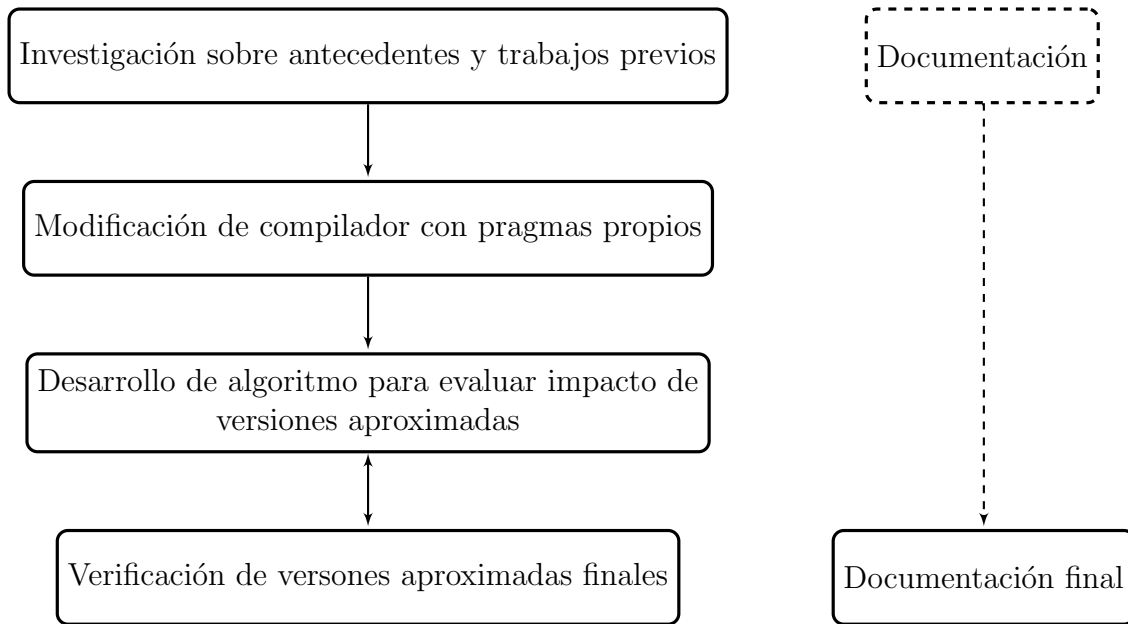 Investigación sobre antecedentes y trabajos previos
Documentación
Modificación de compilador con pragmas propios
Desarrollo de algoritmo para evaluar impacto de
versiones aproximadas
Verificación de versones aproximadas finales
Documentación final